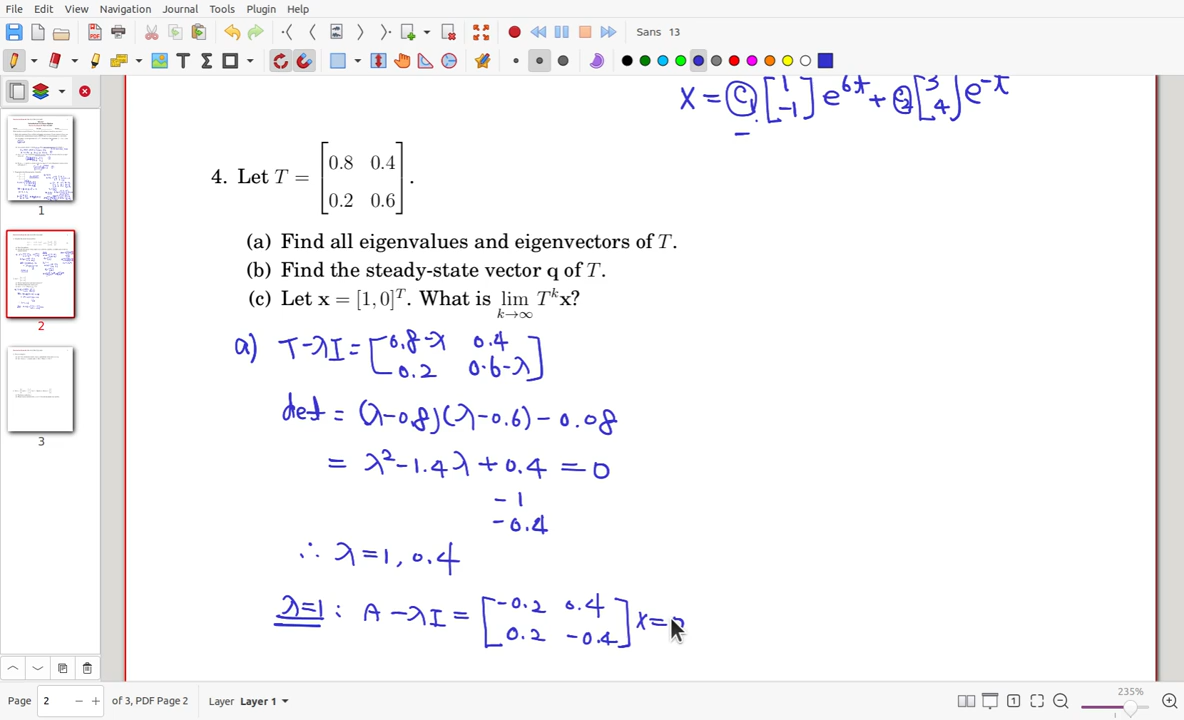 File Edit View Navigation Journal Tools Plugin Help
Sans 13
X = C1 [1 -1] e^6t + C2 [3 4] e^-t
4. Let T = [0.8 0.4
0.2 0.6].
(a) Find all eigenvalues and eigenvectors of T.
(b) Find the steady-state vector q of T.
(c) Let x = [1, 0]^T. What is lim k→∞ T^k x?
a) T-λI = [0.8-λ 0.4
0.2 0.6-λ]
det = (λ-0.8)(λ-0.6) - 0.08
= λ² - 1.4λ + 0.4 = 0
-1
-0.4
∴ λ = 1, 0.4
λ=1 : A - λI = [-0.2 0.4
0.2 -0.4] X =
1
2
3
Page 2 of 3, PDF Page 2 Layer Layer 1
235%